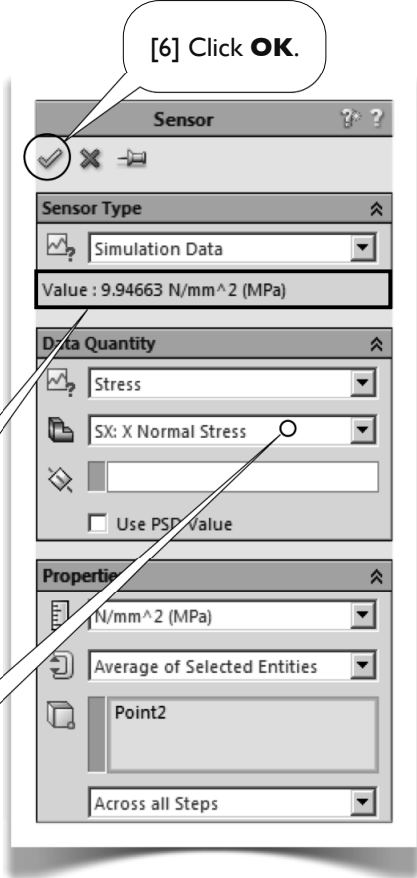 [6] Click OK.
Sensor
Sensor Type
Simulation Data
Value : 9.94663 N/mm^2 (MPa)
Data Quantity
Stress
SX: X Normal Stress
Use PSD Value
Properties
N/mm^2 (MPa)
Average of Selected Entities
Point2
Across all Steps